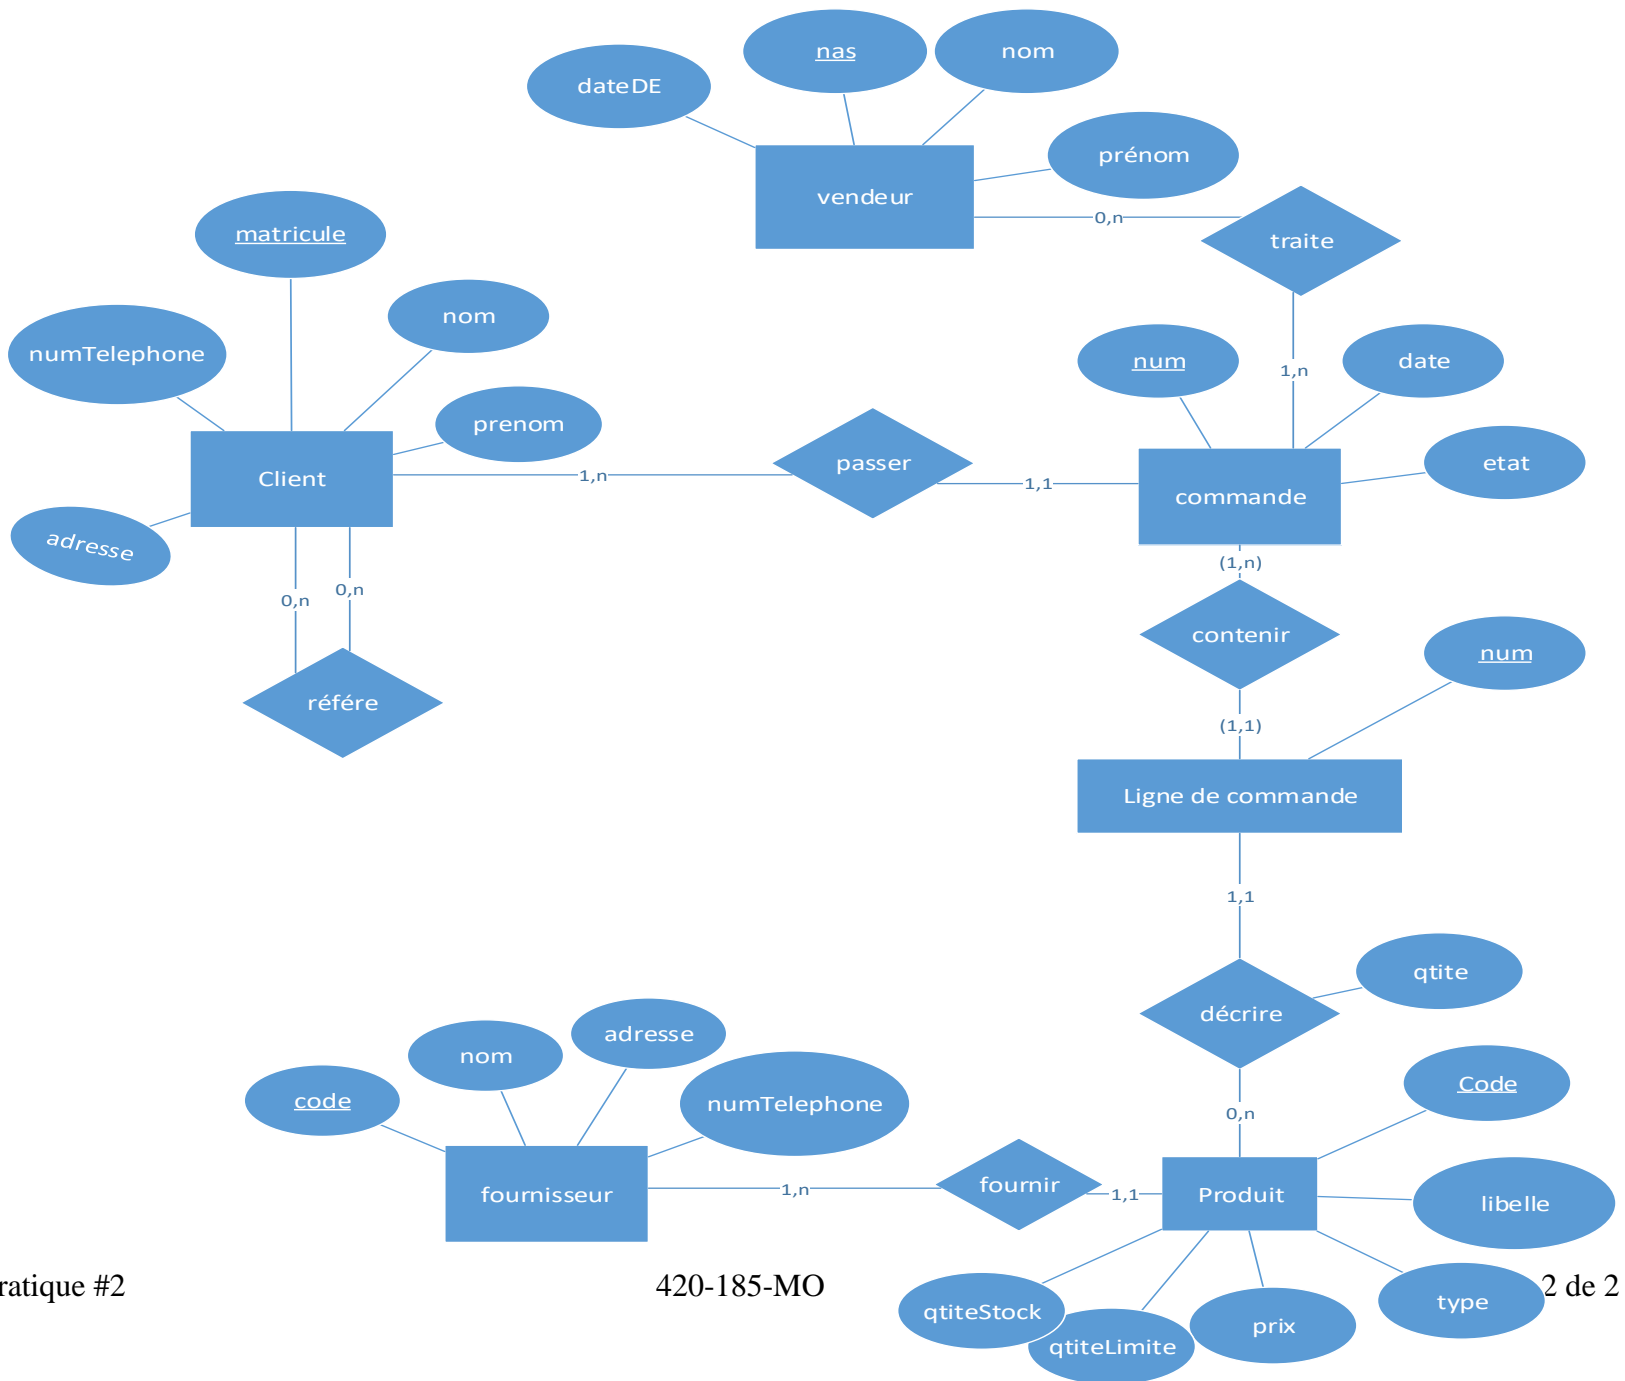 nas
nom
dateDE
prénom
vendeur
0,n
traite
matricule
nom
numTelephone
num
date
1,n
prenom
passer
etat
Client
1,n
1,1
commande
adresse
(1,n)
0,n
0,n
contenir
num
référe
(1,1)
Ligne de commande
1,1
qtite
décrire
adresse
nom
code
numTelephone
Code
0,n
fournisseur
1,n
fournir
1,1
Produit
libelle
ratique #2
420-185-MO
2 de 2
qtiteStock
qtiteLimite
prix
type